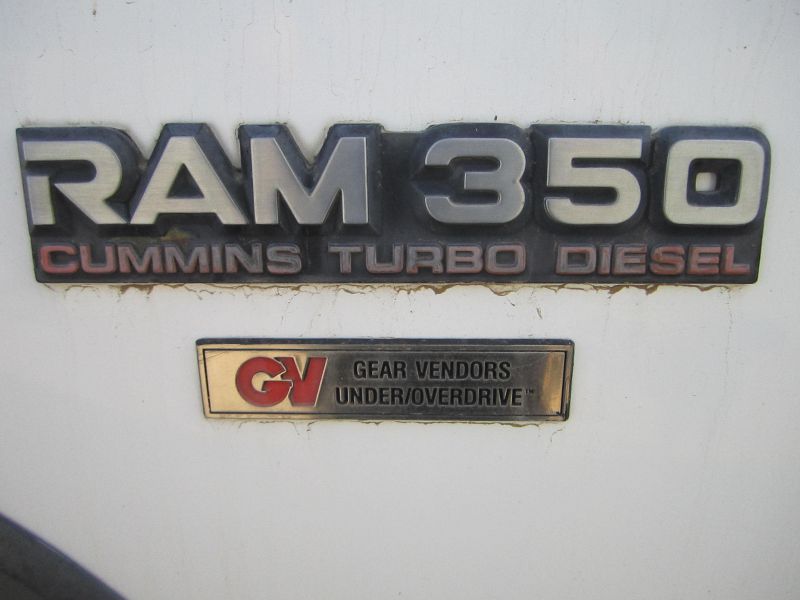 RAM 350
CUMMINS TURBO DIESEL
GV GEAR VENDORS
UNDER/OVERDRIVE™